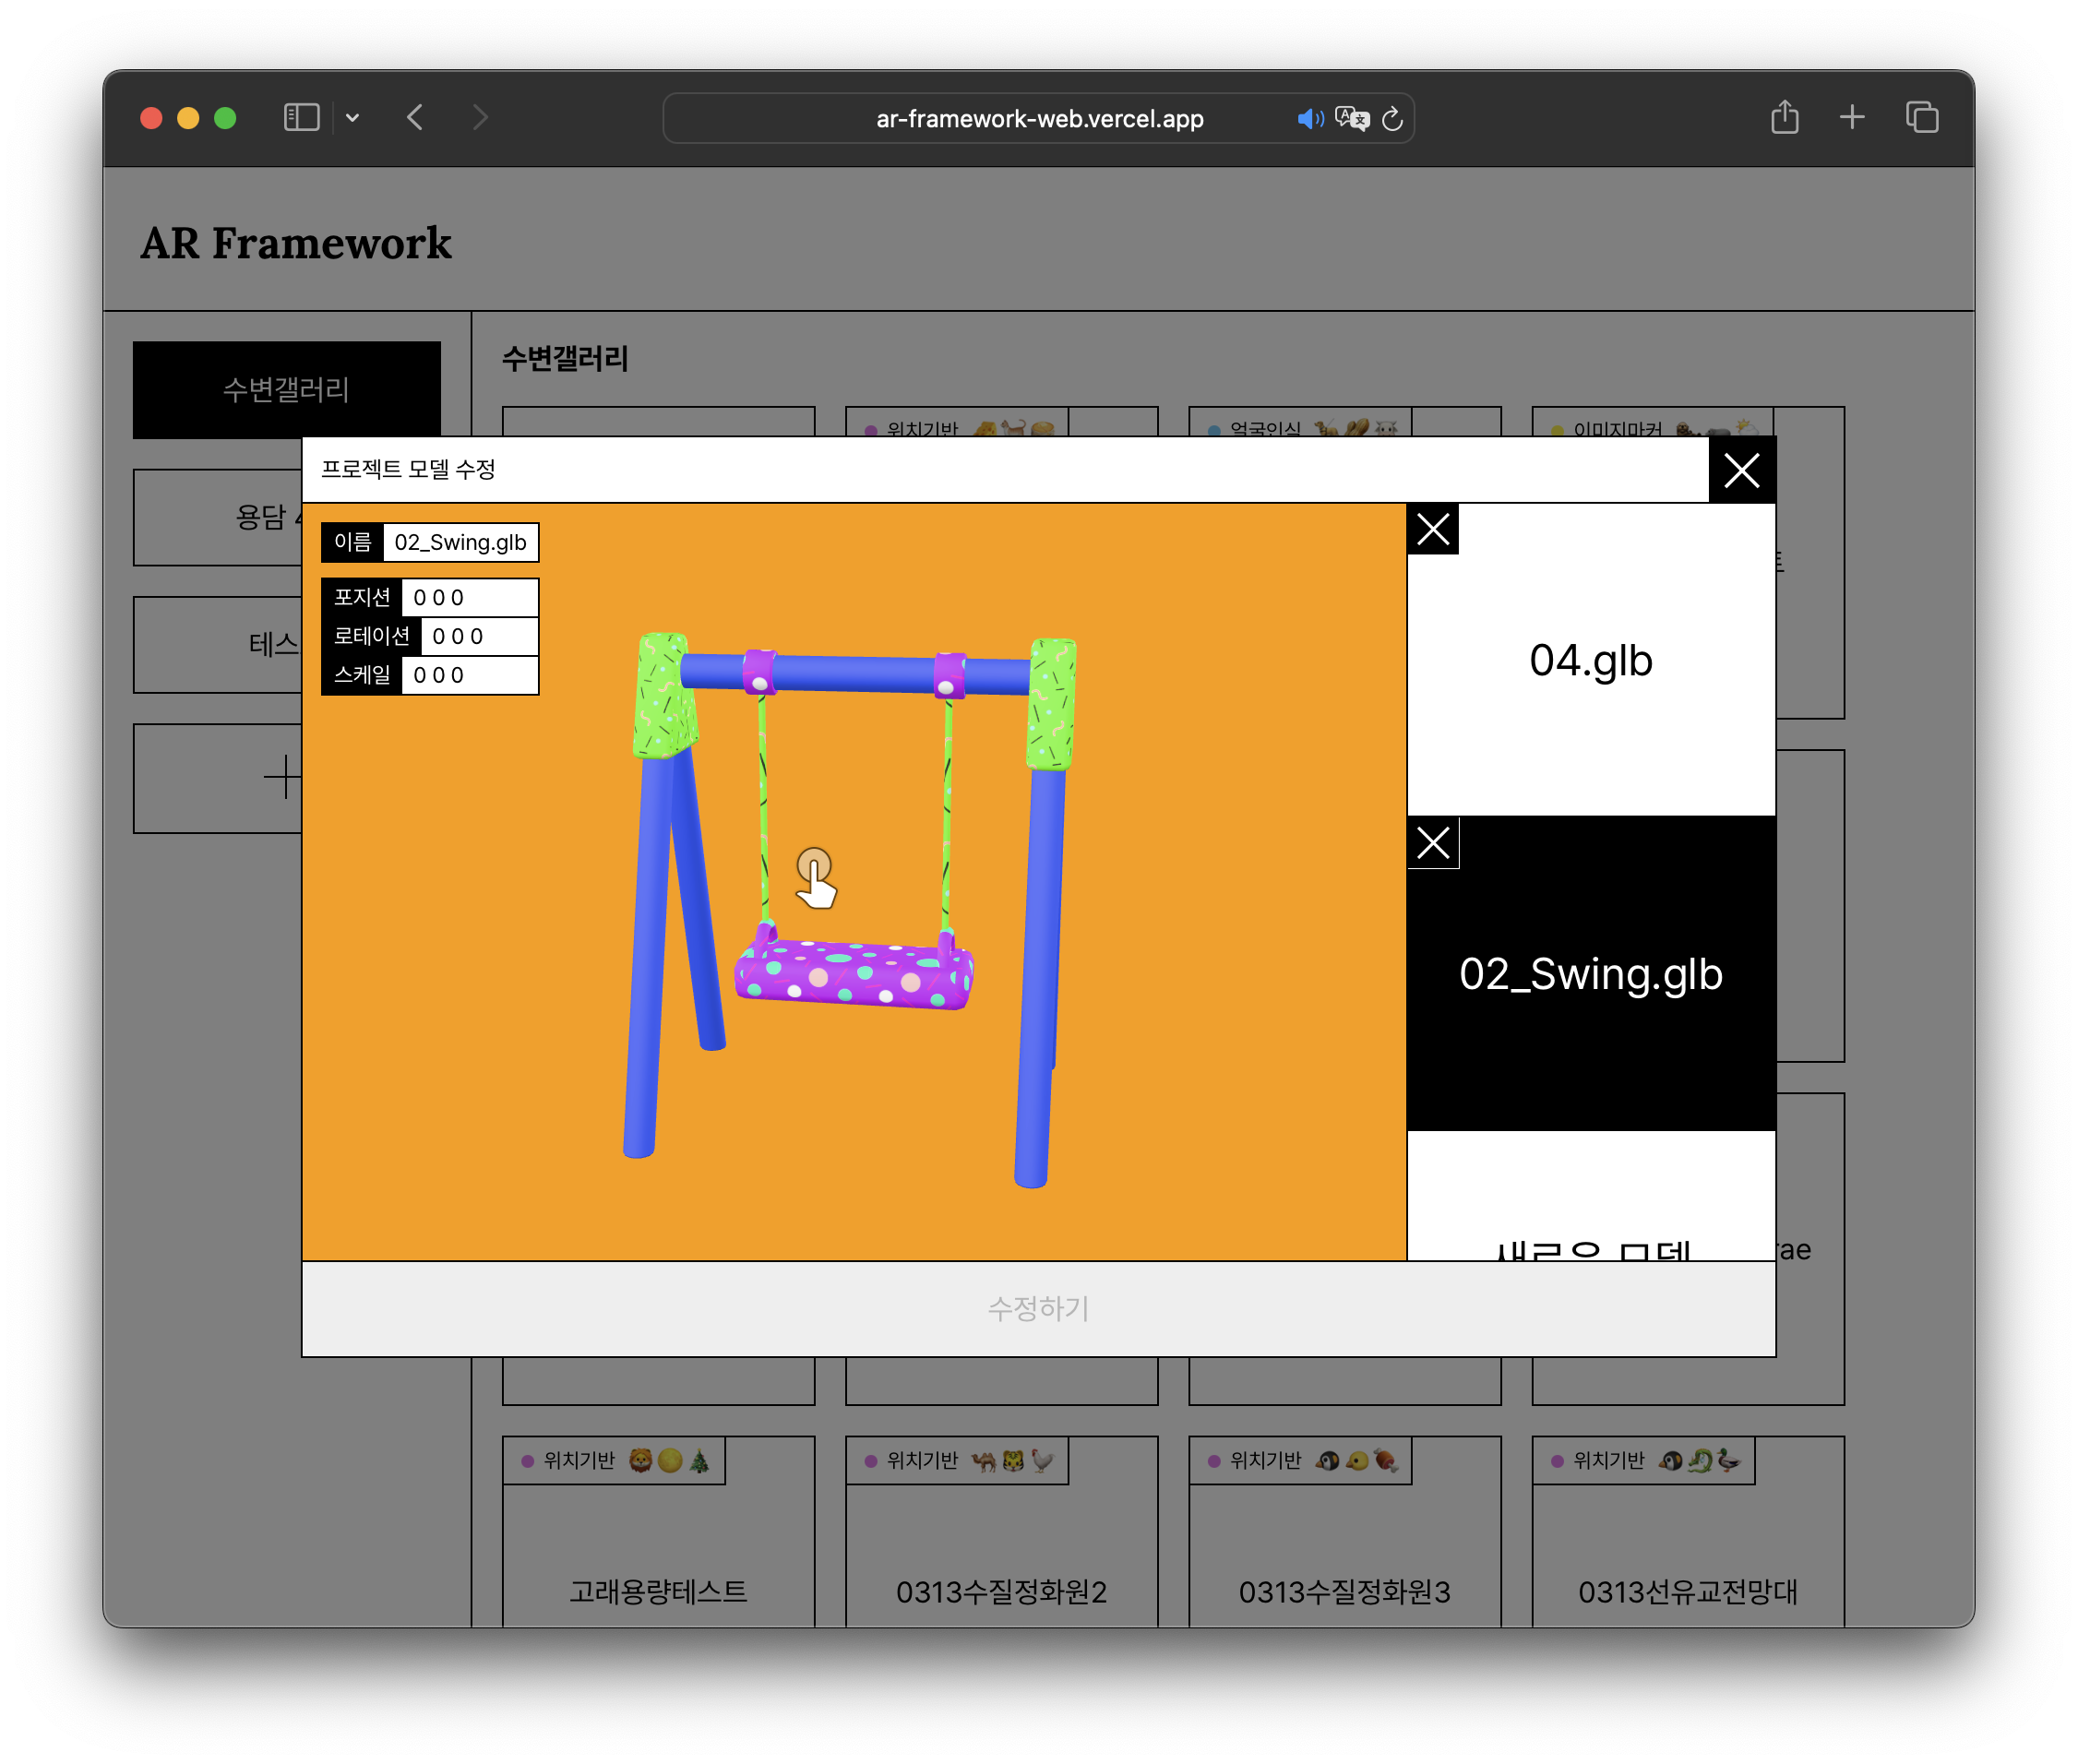 ar-framework-web.vercel.app
AR Framework
수변갤러리
수변갤러리
용담
테스
위치기반
얼굴인식
이미지마커
프로젝트 모델 수정
이름 02_Swing.glb
포지션 0 0 0
로테이션 0 0 0
스케일 0 0 0
04.glb
02_Swing.glb
새로운 모델
수정하기
위치기반
고래용량테스트
위치기반
0313수질정화원2
위치기반
0313수질정화원3
위치기반
0313선유교전망대